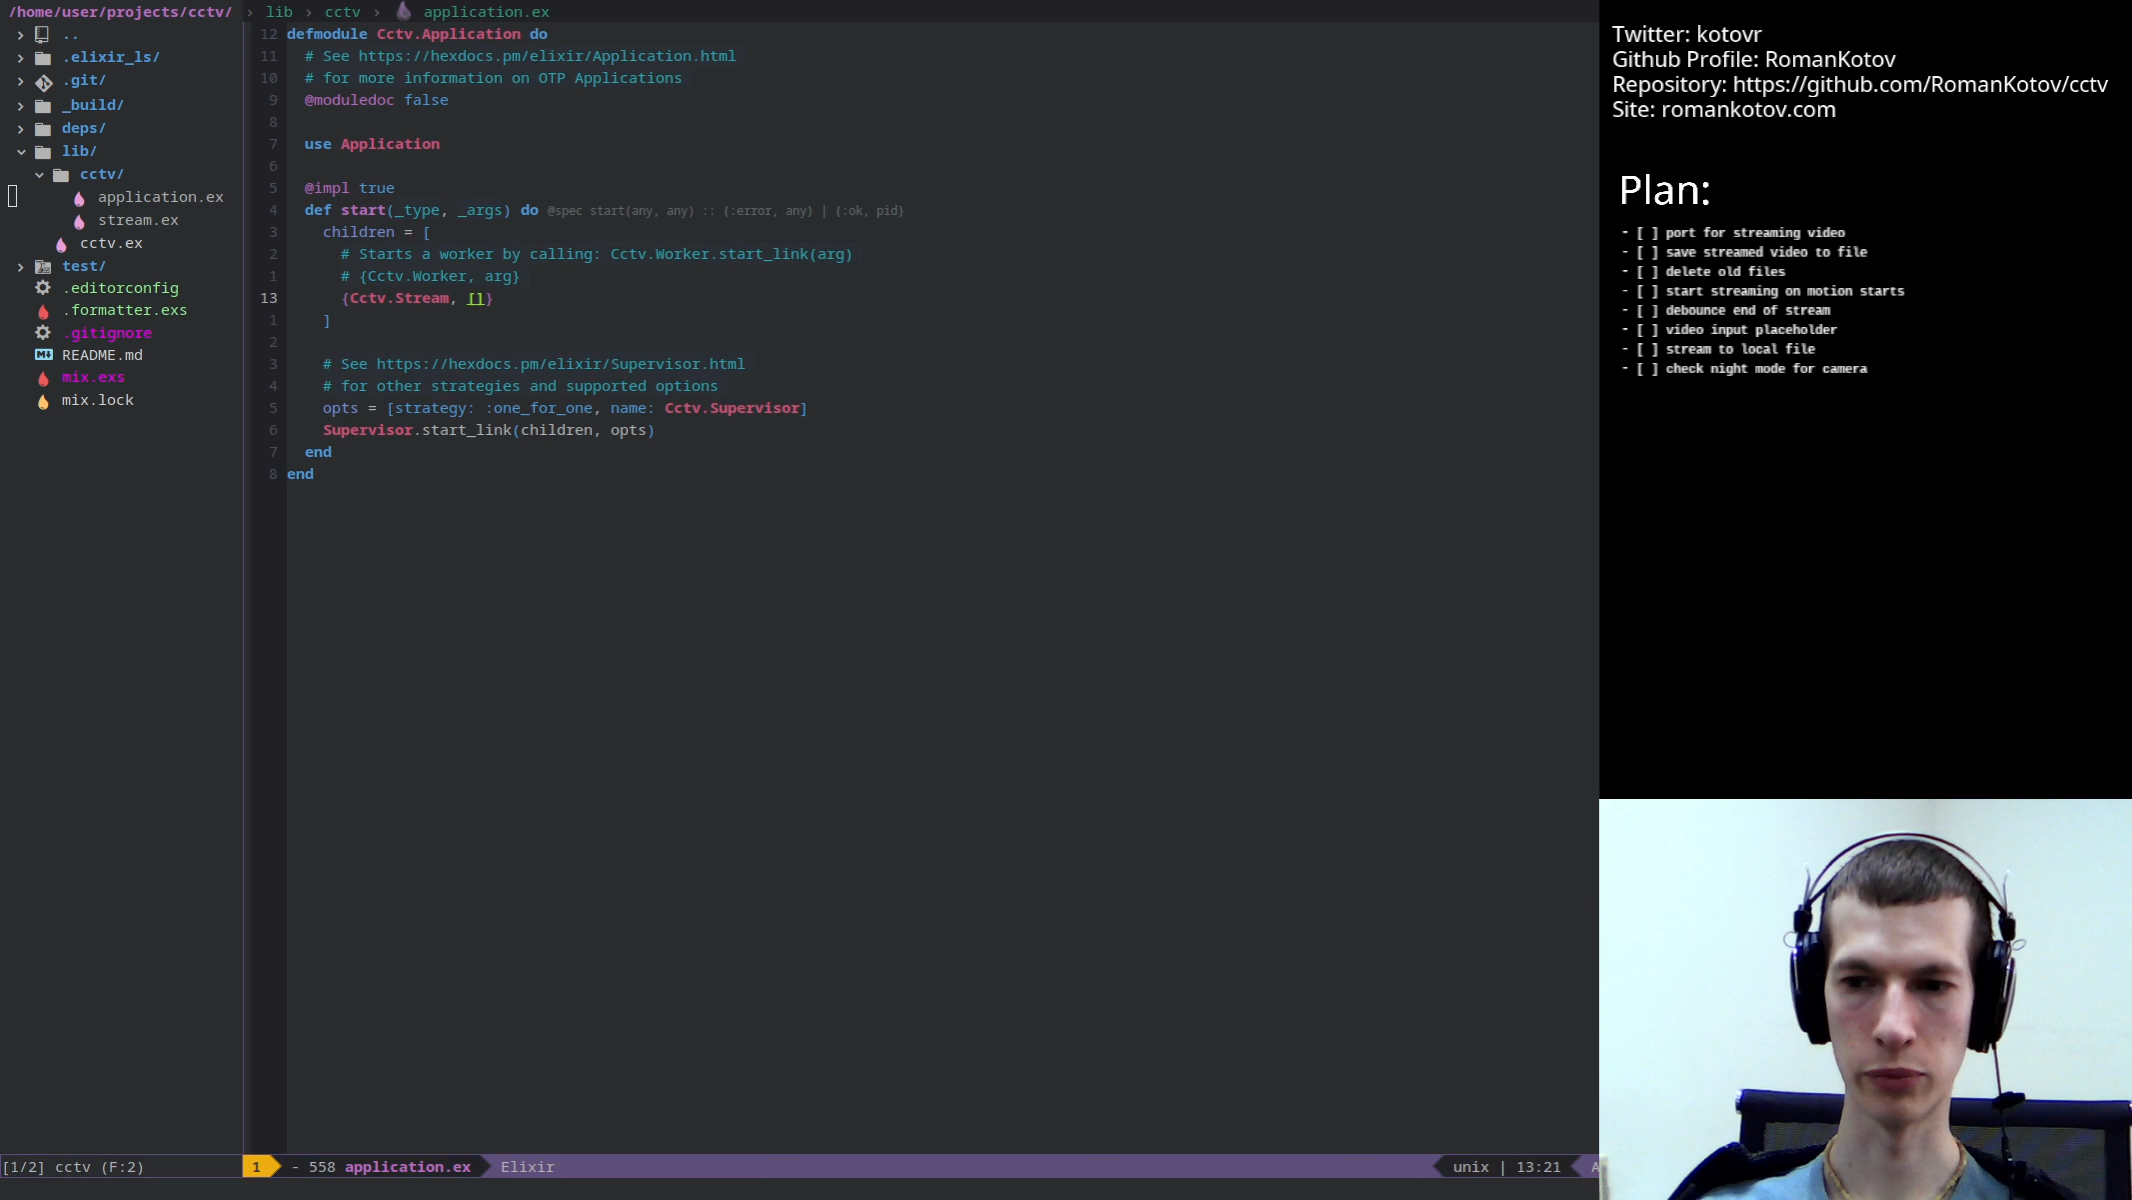 /home/user/projects/cctv/
..
.elixir_ls/
.git/
_build/
deps/
lib/
cctv/
application.ex
stream.ex
cctv.ex
test/
.editorconfig
.formatter.exs
.gitignore
README.md
mix.exs
mix.lock
[1/2] cctv (F:2)
› lib › cctv › application.ex
12 defmodule Cctv.Application do
11 # See https://hexdocs.pm/elixir/Application.html
10 # for more information on OTP Applications
9 @moduledoc false
8
7 use Application
6
5 @impl true
4 def start(_type, _args) do @spec start(any, any) :: {:error, any} | {:ok, pid}
3 children = [
2 # Starts a worker by calling: Cctv.Worker.start_link(arg)
1 # {Cctv.Worker, arg}
13 {Cctv.Stream, []}
1 ]
2
3 # See https://hexdocs.pm/elixir/Supervisor.html
4 # for other strategies and supported options
5 opts = [strategy: :one_for_one, name: Cctv.Supervisor]
6 Supervisor.start_link(children, opts)
7 end
8 end
1 - 558 application.ex Elixir unix | 13:21
Twitter: kotovr
Github Profile: RomanKotov
Repository: https://github.com/RomanKotov/cctv
Site: romankotov.com
Plan:
- [ ] port for streaming video
- [ ] save streamed video to file
- [ ] delete old files
- [ ] start streaming on motion starts
- [ ] debounce end of stream
- [ ] video input placeholder
- [ ] stream to local file
- [ ] check night mode for camera